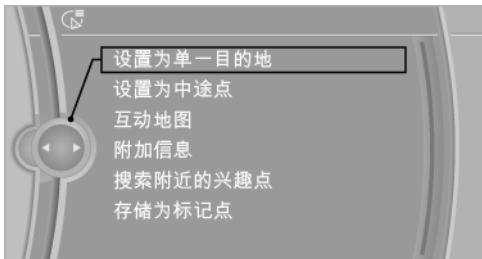 设置为单一目的地
设置为中途点
互动地图
附加信息
搜索附近的兴趣点
存储为标记点